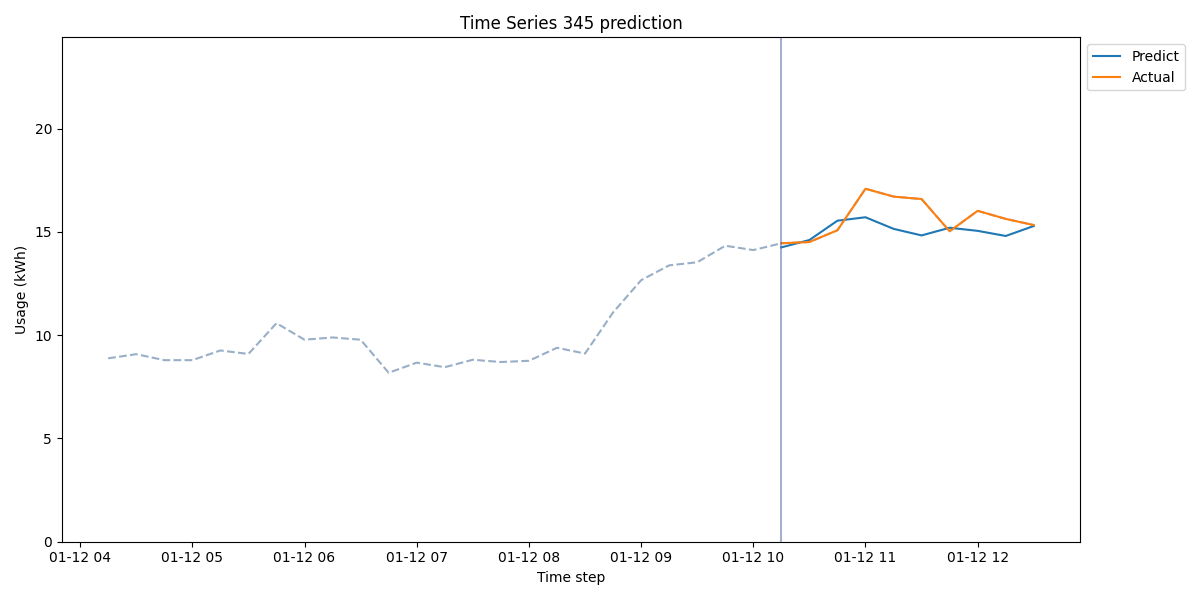 Time Series 345 prediction
Predict
Actual
Usage (kWh)
20
15
10
5
0
01-12 04 01-12 05 01-12 06 01-12 07 01-12 08 01-12 09 01-12 10 01-12 11 01-12 12
Time step